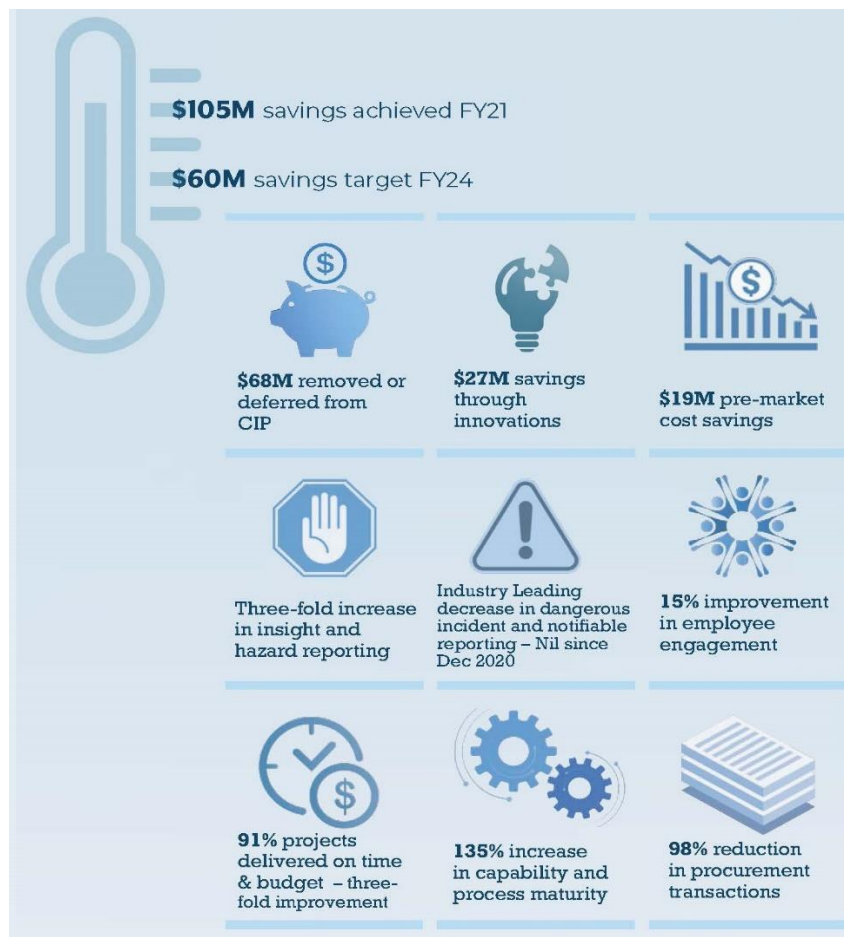 $105M savings achieved FY21
$60M savings target FY24
$
$68M removed or
deferred from
CIP
$27M savings
through
innovations
$
$19M pre-market
cost savings
Three-fold increase
in insight and
hazard reporting
!
Industry Leading
decrease in dangerous
incident and notifiable
reporting – Nil since
Dec 2020
15% improvement
in employee
engagement
$
91% projects
delivered on time
& budget – three-
fold improvement
135% increase
in capability and
process maturity
98% reduction
in procurement
transactions